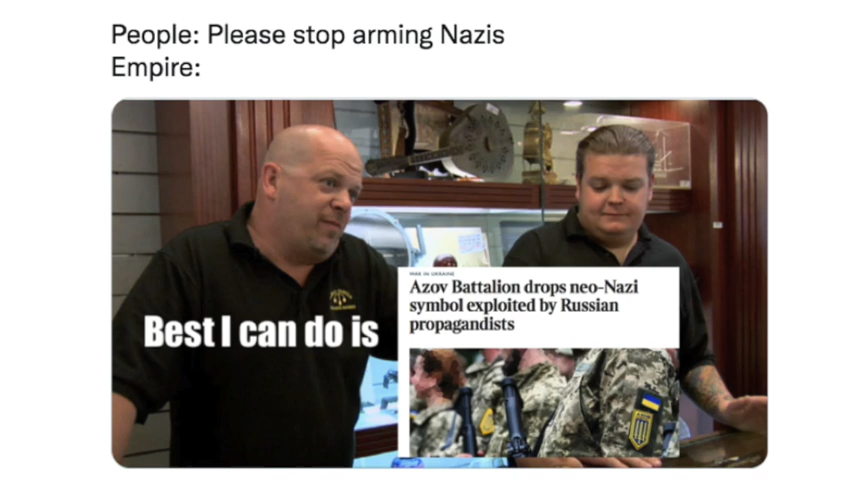 People: Please stop arming Nazis
Empire:
Best I can do is
WAR IN UKRAINE
Azov Battalion drops neo-Nazi
symbol exploited by Russian
propagandists